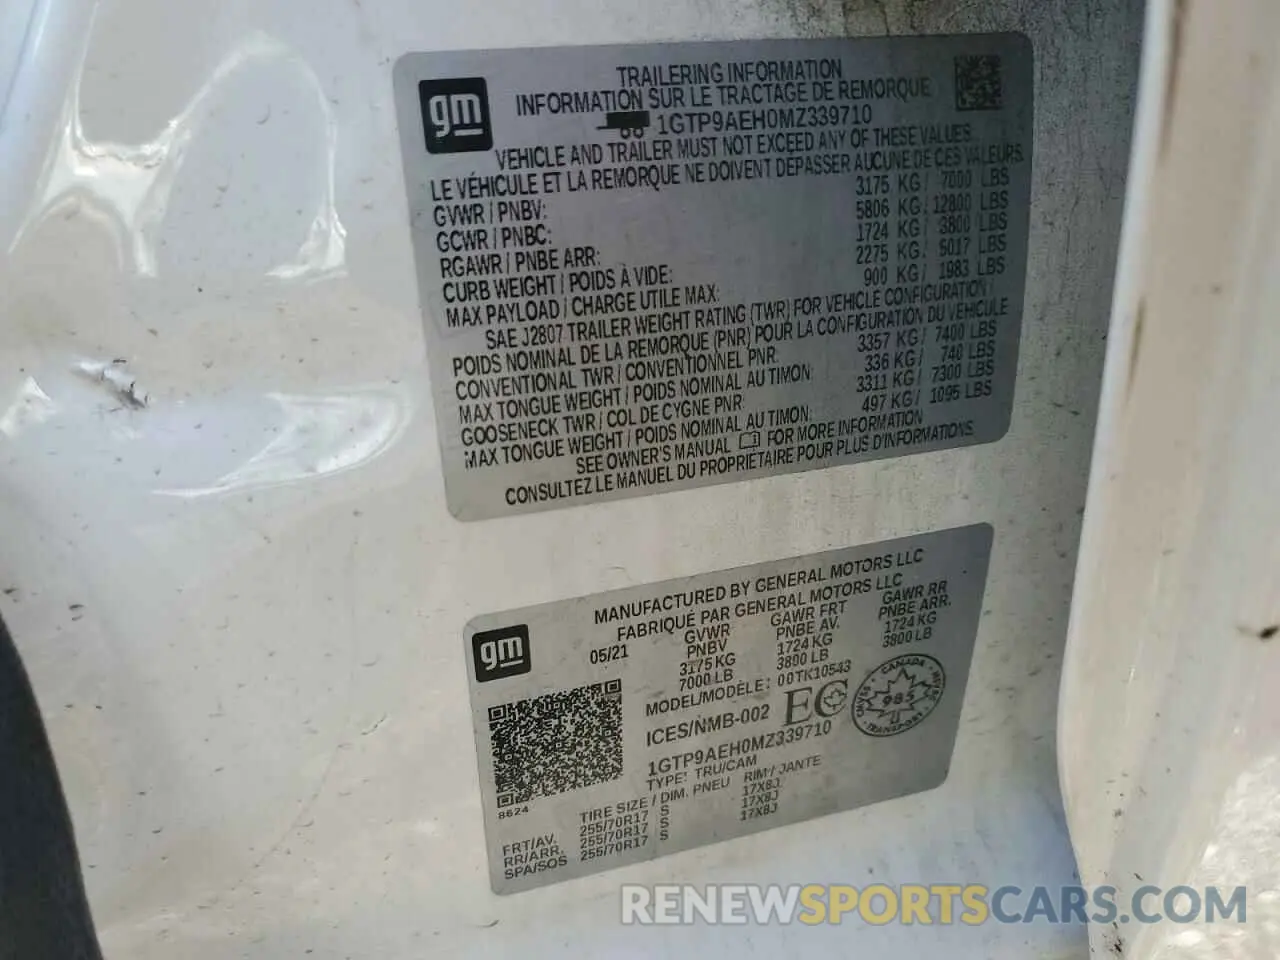 gm
TRAILERING INFORMATION
INFORMATION SUR LE TRACTAGE DE REMORQUE
1GTP9AEH0MZ339710
VEHICLE AND TRAILER MUST NOT EXCEED ANY OF THESE VALUES.
LE VÉHICULE ET LA REMORQUE NE DOIVENT DÉPASSER AUCUNE DE CES VALEURS.
GVWR / PNBV: 3175 KG / 7000 LBS
GCWR / PNBC: 5806 KG / 12800 LBS
RGAWR / PNBE ARR: 1724 KG / 3800 LBS
CURB WEIGHT / POIDS À VIDE: 2275 KG / 5017 LBS
MAX PAYLOAD / CHARGE UTILE MAX: 900 KG / 1983 LBS
SAE J2807 TRAILER WEIGHT RATING (TWR) FOR VEHICLE CONFIGURATION /
POIDS NOMINAL DE LA REMORQUE (PNR) POUR LA CONFIGURATION DU VÉHICULE
CONVENTIONAL TWR / CONVENTIONNEL PNR: 3357 KG / 7400 LBS
MAX TONGUE WEIGHT / POIDS NOMINAL AU TIMON: 336 KG / 740 LBS
GOOSENECK TWR / COL DE CYGNE PNR: 3311 KG / 7300 LBS
MAX TONGUE WEIGHT / POIDS NOMINAL AU TIMON: 497 KG / 1095 LBS
SEE OWNER'S MANUAL FOR MORE INFORMATION
CONSULTEZ LE MANUEL DU PROPRIÉTAIRE POUR PLUS D'INFORMATIONS
gm
MANUFACTURED BY GENERAL MOTORS LLC
FABRIQUÉ PAR GENERAL MOTORS LLC
05/21 GVWR GAWR FRT GAWR RR
PNBV PNBE AV. PNBE ARR.
3175 KG 1724 KG 1724 KG
7000 LB 3800 LB 3800 LB
MODEL/MODÈLE: 00TK10543
ICES/NMB-002 EC
CANADA
985
TRANSPORT
1GTP9AEH0MZ339710
TYPE: TRU/CAM
8624
TIRE SIZE / DIM. PNEU RIM / JANTE
FRT/AV. 255/70R17 S 17X8J
RR/ARR. 255/70R17 S 17X8J
SPA/SOS 255/70R17 S 17X8J
RENEWSPORTSCARS.COM